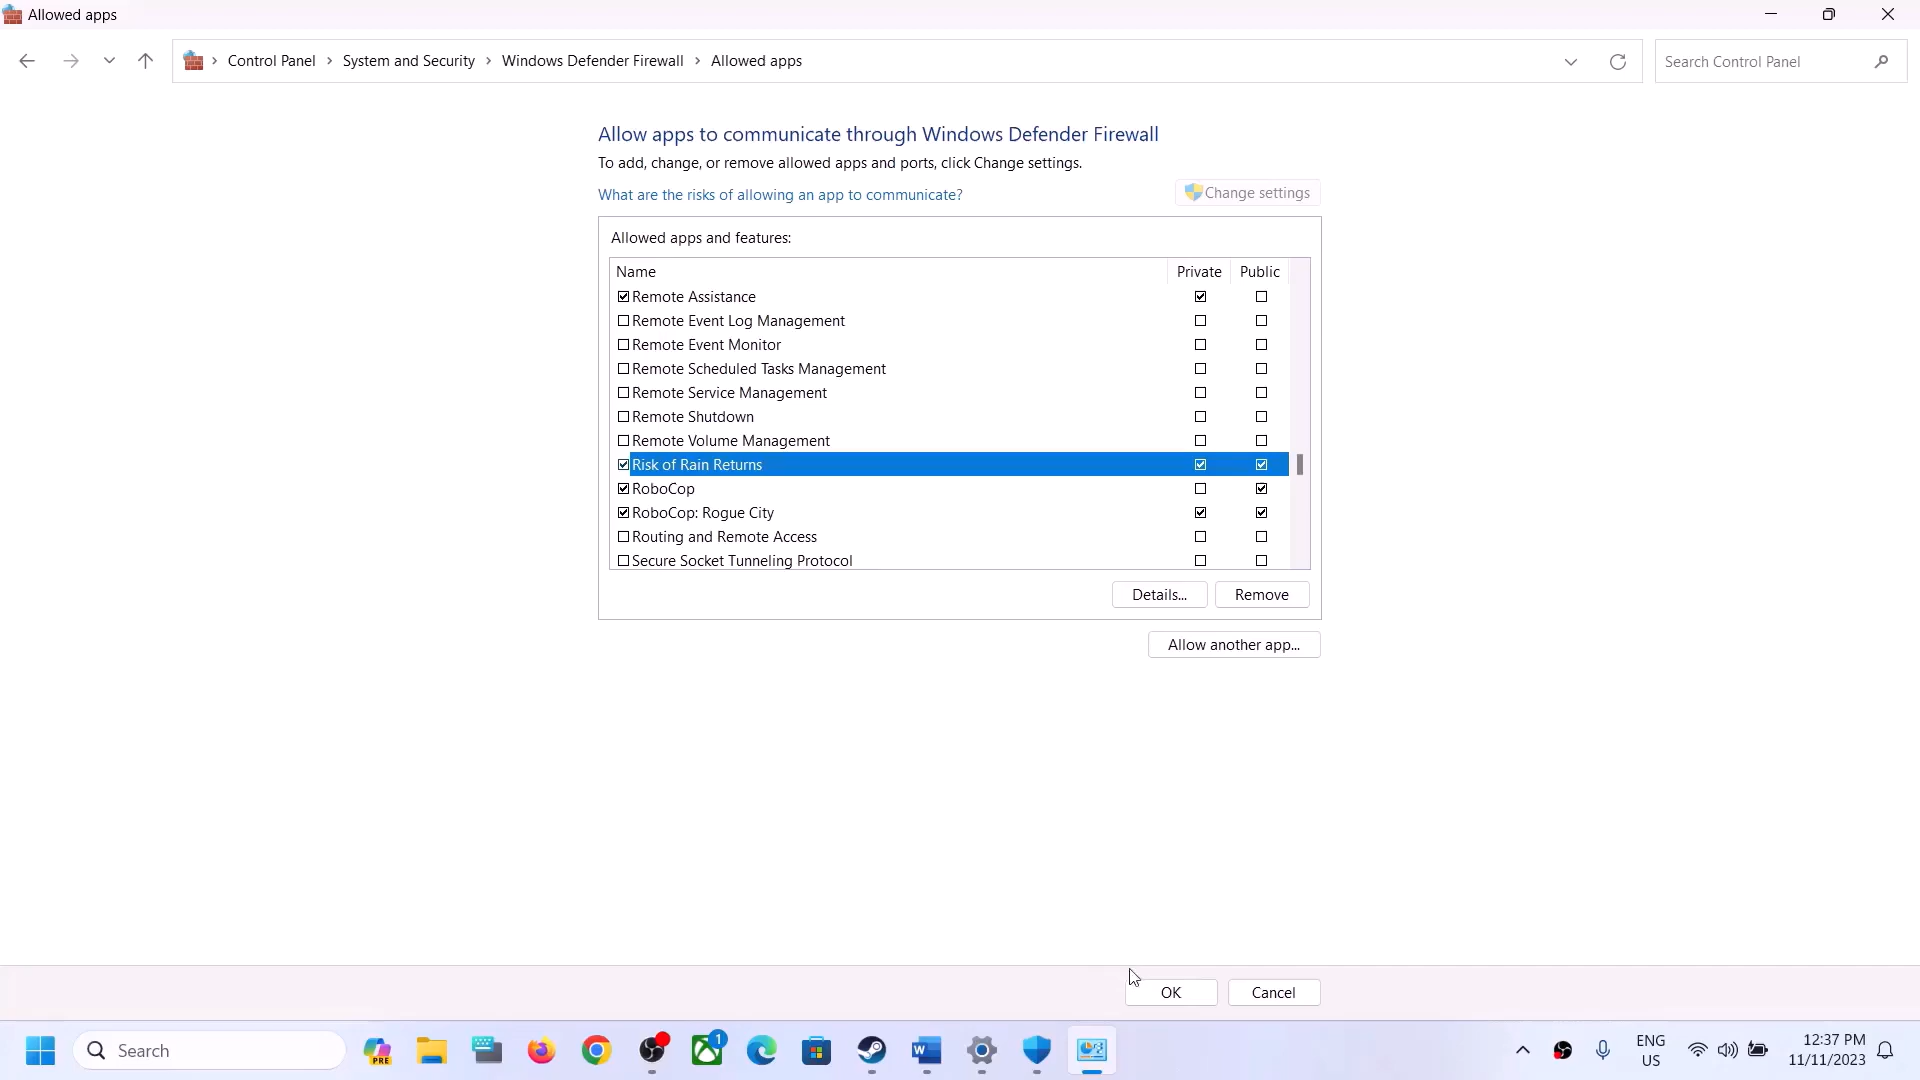 Allowed apps
Control Panel > System and Security > Windows Defender Firewall > Allowed apps
Search Control Panel
Allow apps to communicate through Windows Defender Firewall
To add, change, or remove allowed apps and ports, click Change settings.
What are the risks of allowing an app to communicate?
Change settings
Allowed apps and features:
Name Private Public
Remote Assistance
Remote Event Log Management
Remote Event Monitor
Remote Scheduled Tasks Management
Remote Service Management
Remote Shutdown
Remote Volume Management
Risk of Rain Returns
RoboCop
RoboCop: Rogue City
Routing and Remote Access
Secure Socket Tunneling Protocol
Details... Remove
Allow another app...
OK Cancel
Search
PRE
1
ENG
US
12:37 PM
11/11/2023